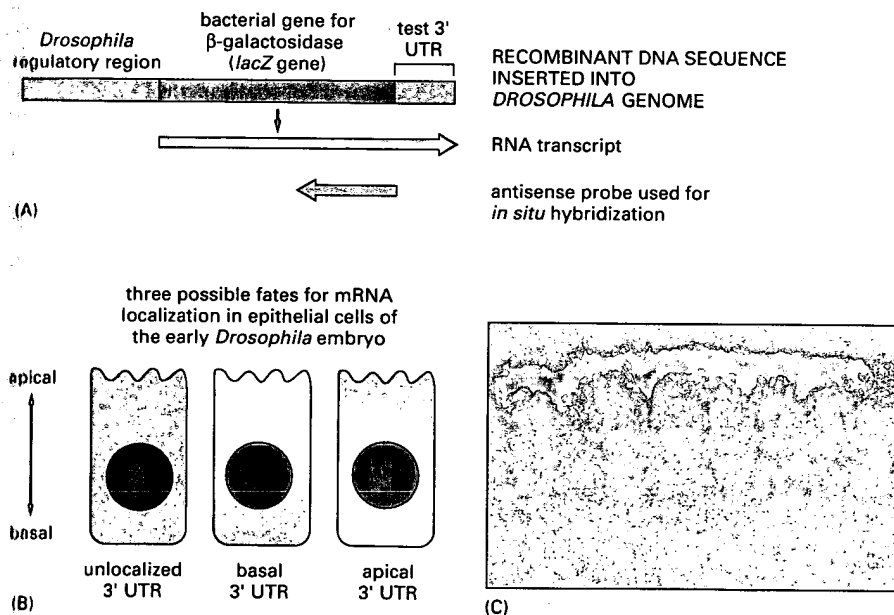 Drosophila
regulatory region
bacterial gene for
β-galactosidase
(lacZ gene)
test 3'
UTR
RECOMBINANT DNA SEQUENCE
INSERTED INTO
DROSOPHILA GENOME
RNA transcript
antisense probe used for
in situ hybridization
(A)
three possible fates for mRNA
localization in epithelial cells of
the early Drosophila embryo
apical
basal
unlocalized
3' UTR
basal
3' UTR
apical
3' UTR
(B)
(C)